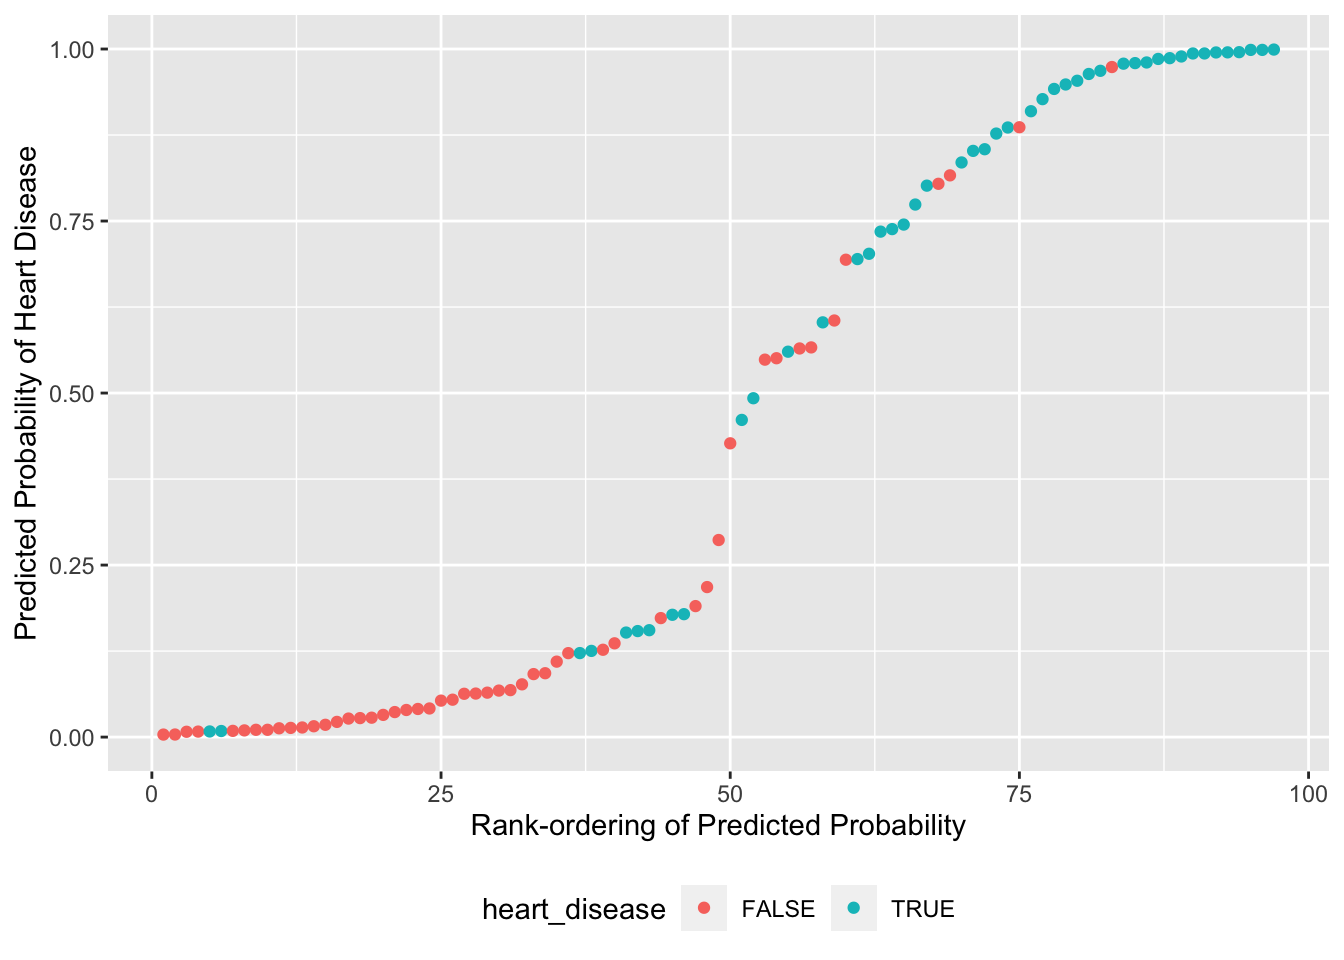 Predicted Probability of Heart Disease
1.00
0.75
0.50
0.25
0.00
0 25 50 75 100
Rank-ordering of Predicted Probability
heart_disease FALSE TRUE